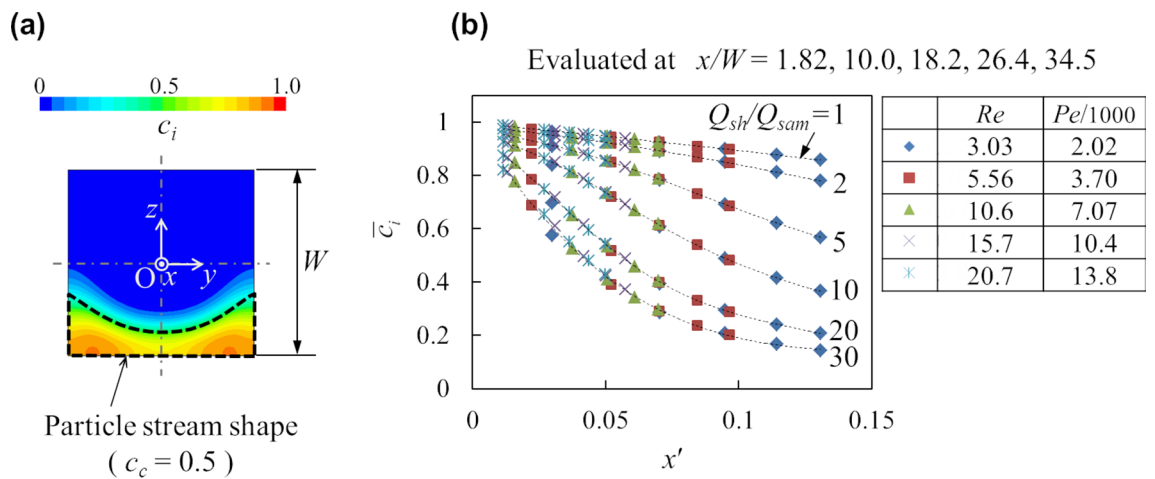 (a)
0 0.5 1.0
c_i
z
O x y
W
Particle stream shape
( c_c = 0.5 )
(b)
Evaluated at x/W = 1.82, 10.0, 18.2, 26.4, 34.5
Q_sh/Q_sam=1
2
5
10
20
30
1
0.8
0.6
0.4
0.2
0
c̅_i
0 0.05 0.1 0.15
x′
Re Pe/1000
3.03 2.02
5.56 3.70
10.6 7.07
15.7 10.4
20.7 13.8